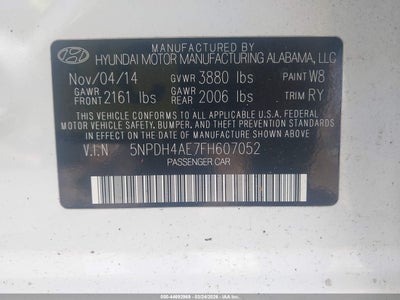 MANUFACTURED BY
HYUNDAI MOTOR MANUFACTURING ALABAMA, LLC
Nov/04/14 GVWR 3880 lbs PAINT W8
GAWR FRONT 2161 lbs GAWR REAR 2006 lbs TRIM RY
THIS VEHICLE CONFORMS TO ALL APPLICABLE U.S. FEDERAL
MOTOR VEHICLE SAFETY, BUMPER, AND THEFT PREVENTION STANDARDS
IN EFFECT ON THE DATE OF MANUFACTURE SHOWN ABOVE.
V.I.N 5NPDH4AE7FH607052
PASSENGER CAR